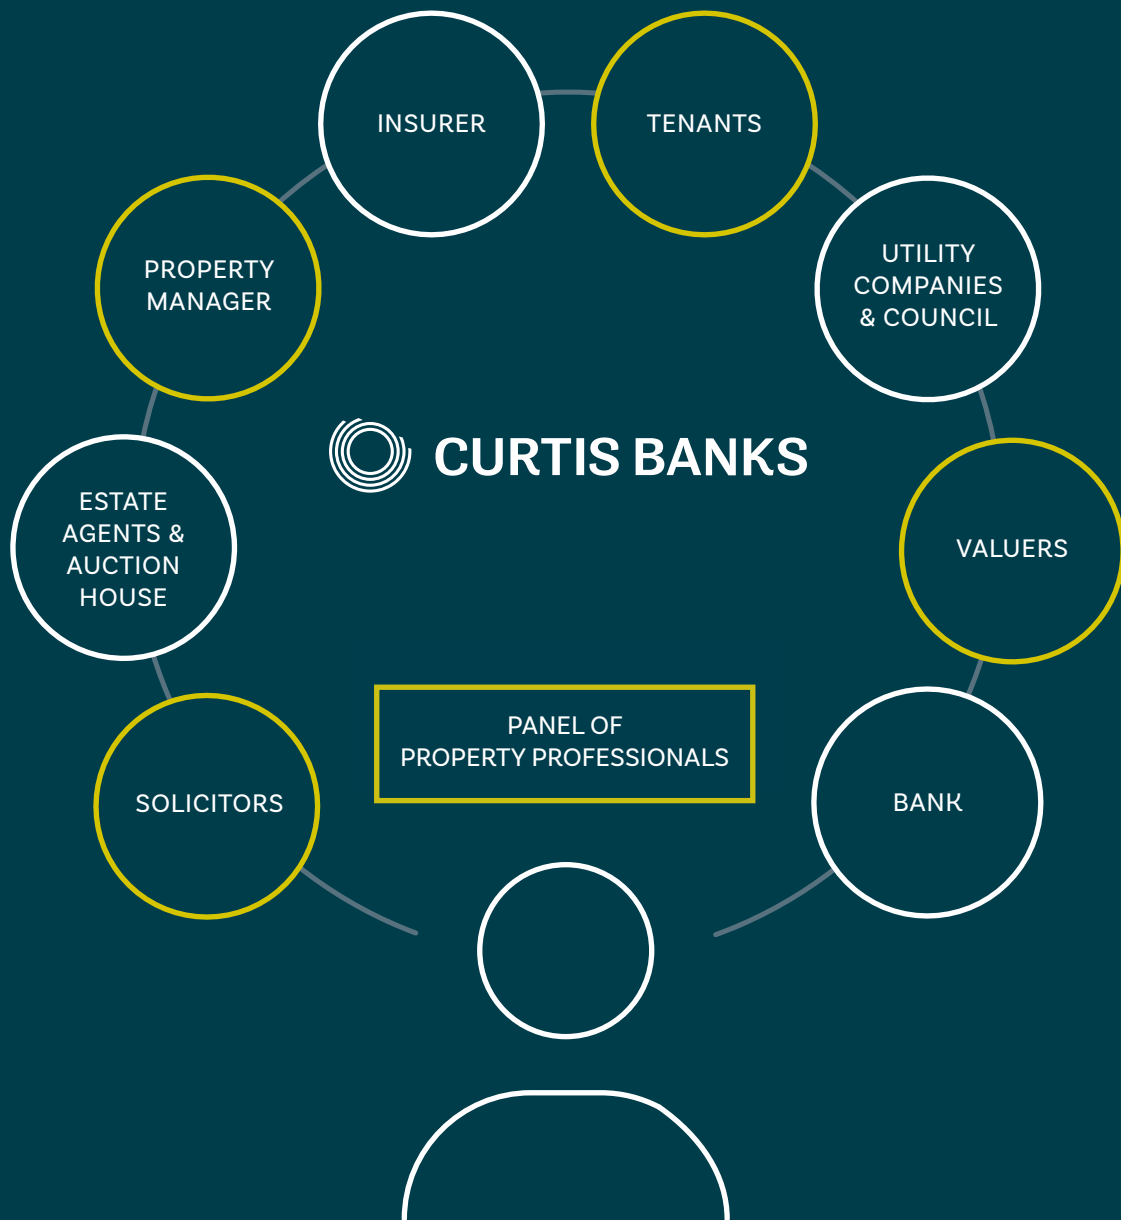 INSURER
TENANTS
PROPERTY
MANAGER
UTILITY
COMPANIES
& COUNCIL
CURTIS BANKS
ESTATE
AGENTS &
AUCTION
HOUSE
VALUERS
PANEL OF
PROPERTY PROFESSIONALS
SOLICITORS
BANK